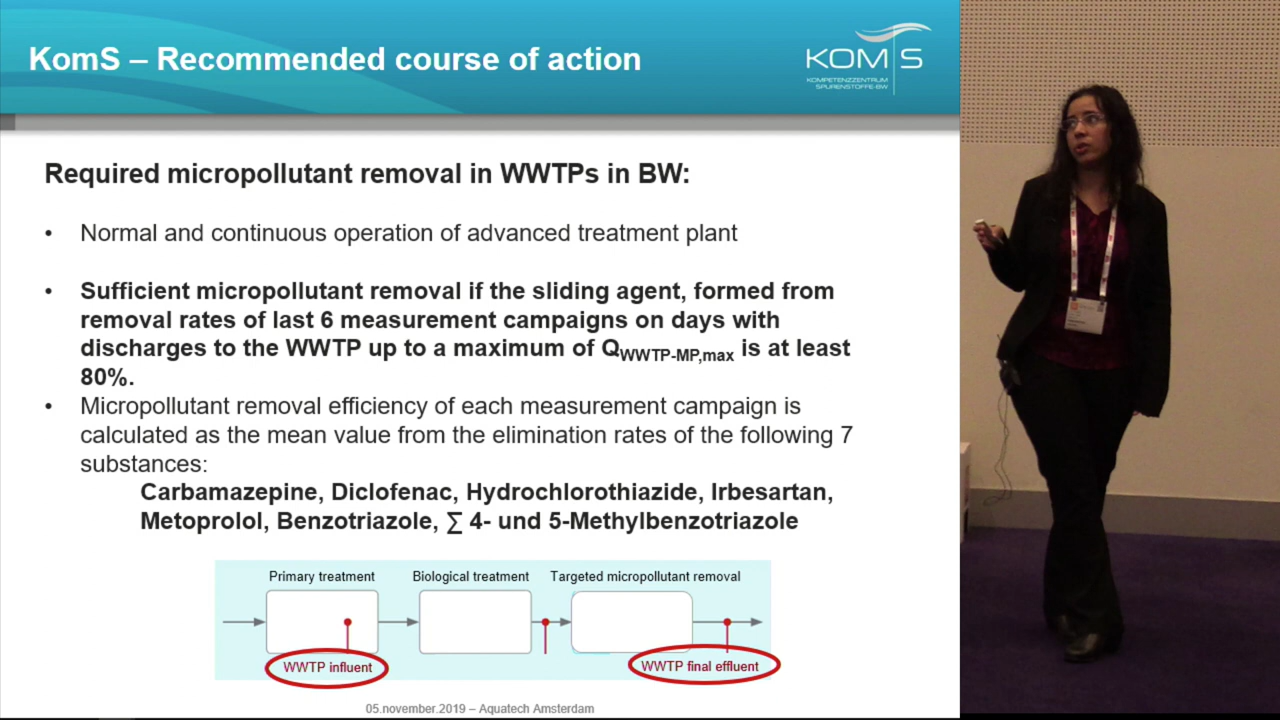 KomS – Recommended course of action
KOMS
KOMPETENZZENTRUM
SPURENSTOFFE-BW
Required micropollutant removal in WWTPs in BW:
• Normal and continuous operation of advanced treatment plant
• Sufficient micropollutant removal if the sliding agent, formed from
removal rates of last 6 measurement campaigns on days with
discharges to the WWTP up to a maximum of QWWTP-MP,max is at least
80%.
• Micropollutant removal efficiency of each measurement campaign is
calculated as the mean value from the elimination rates of the following 7
substances:
Carbamazepine, Diclofenac, Hydrochlorothiazide, Irbesartan,
Metoprolol, Benzotriazole, ∑ 4- und 5-Methylbenzotriazole
Primary treatment Biological treatment Targeted micropollutant removal
WWTP influent WWTP final effluent
05.november.2019 – Aquatech Amsterdam